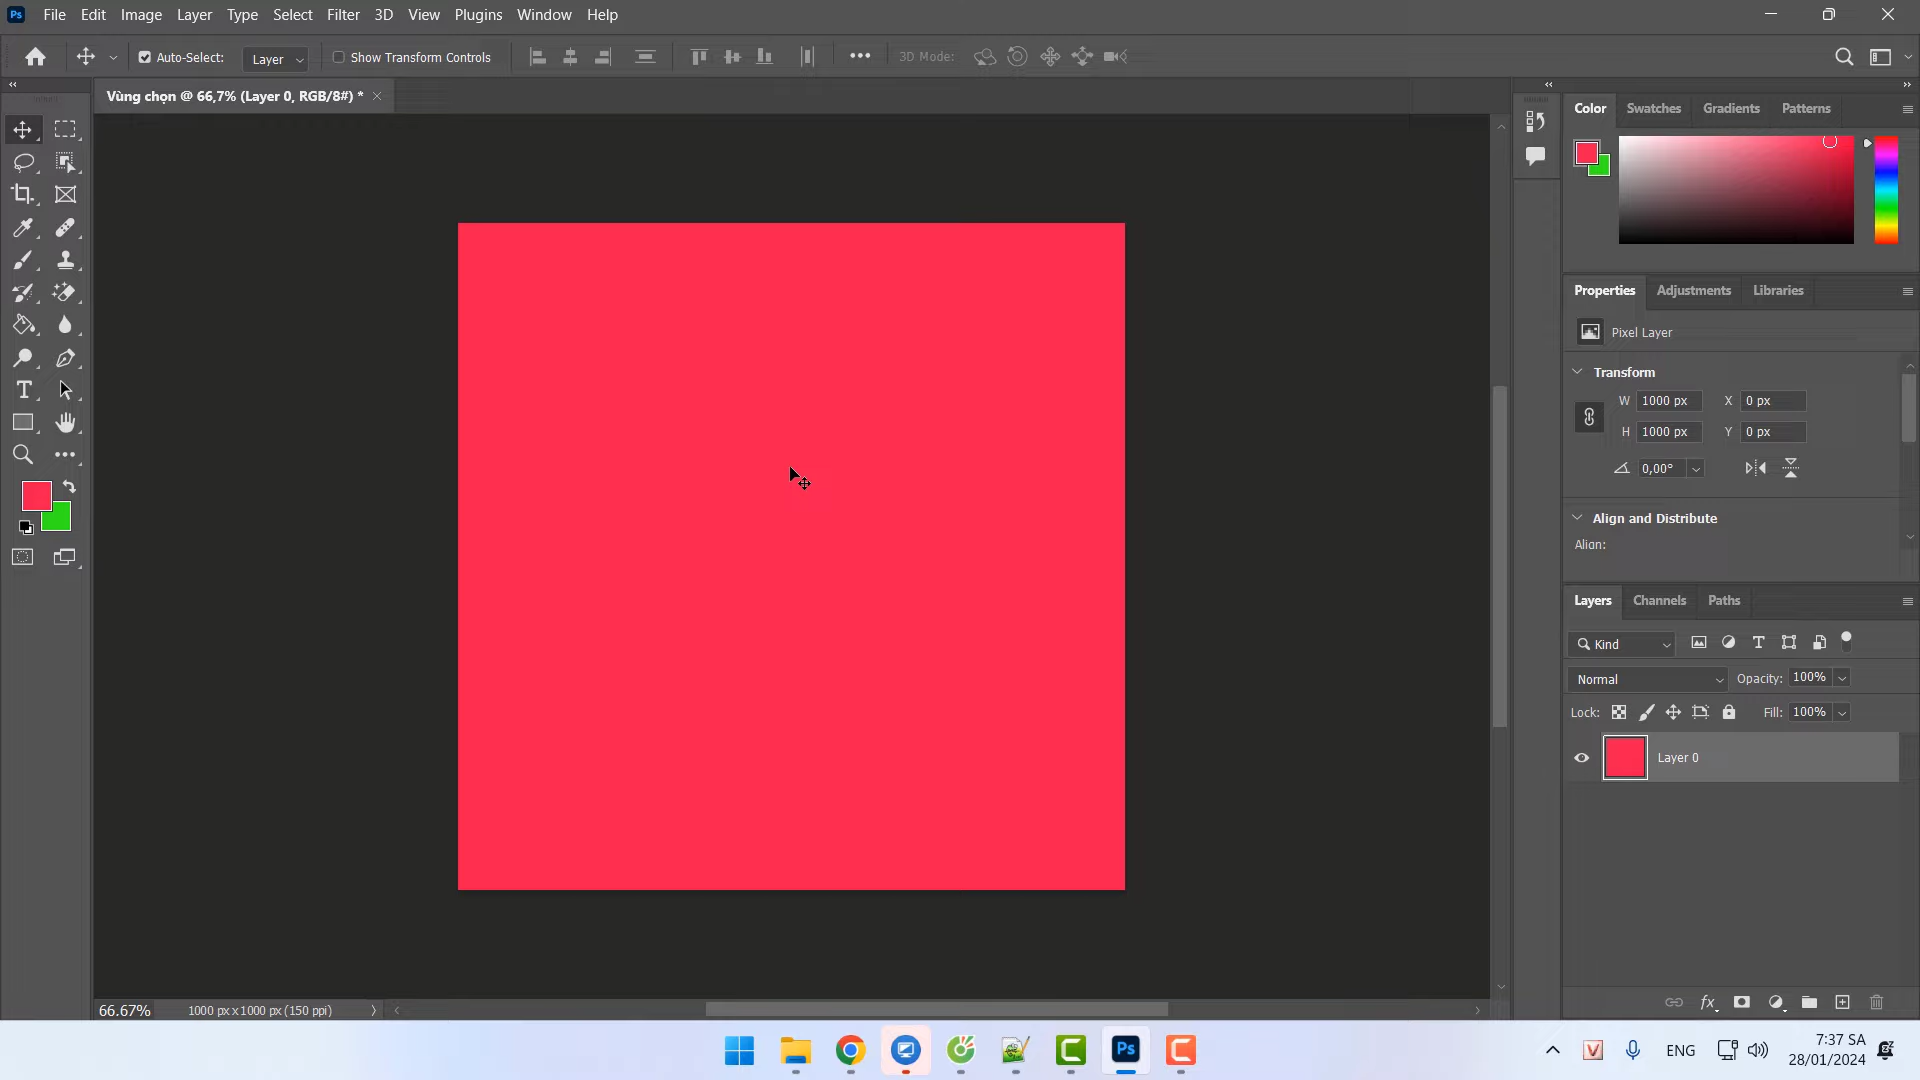 Ps File Edit Image Layer Type Select Filter 3D View Plugins Window Help
Auto-Select: Layer Show Transform Controls 3D Mode:
Vùng chọn @ 66,7% (Layer 0, RGB/8#) *
Color Swatches Gradients Patterns
Properties Adjustments Libraries
Pixel Layer
Transform
W 1000 px X 0 px
H 1000 px Y 0 px
0,00°
Align and Distribute
Align:
Layers Channels Paths
Kind
Normal Opacity: 100%
Lock: Fill: 100%
Layer 0
fx
66.67% 1000 px x 1000 px (150 ppi)
Ps
ENG
7:37 SA
28/01/2024